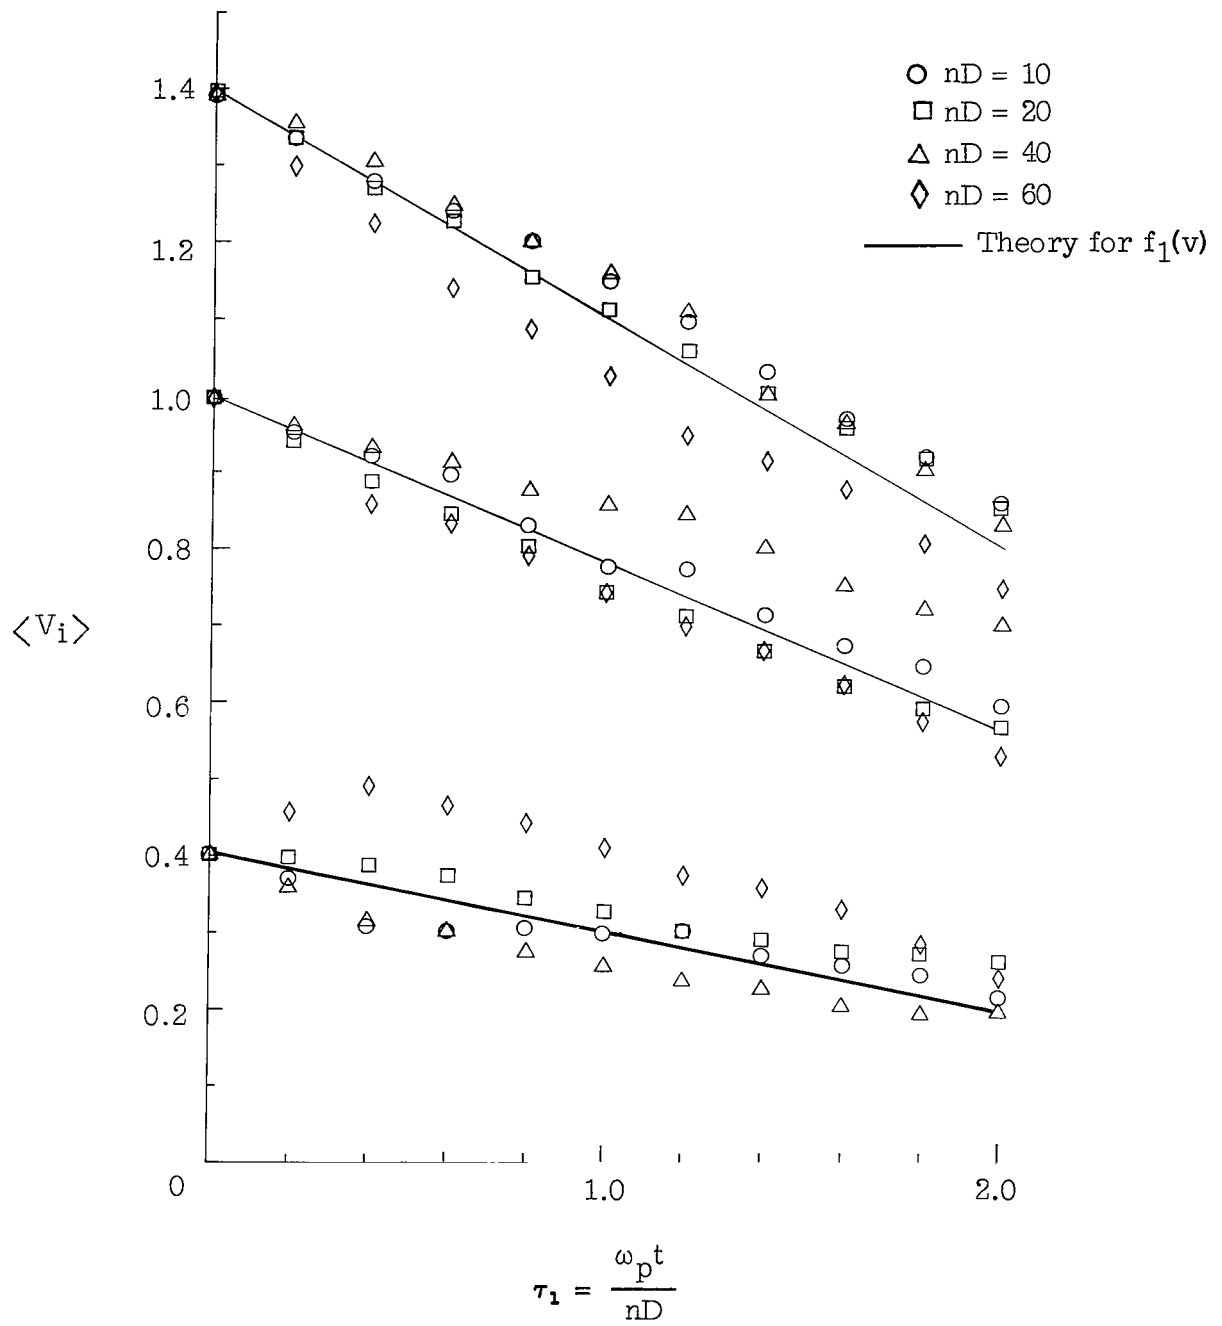 1.4
1.2
1.0
0.8
0.6
0.4
0.2
0
1.0
2.0
<Vi>
nD = 10
nD = 20
nD = 40
nD = 60
Theory for f1(v)
τ1 = ωpt
nD